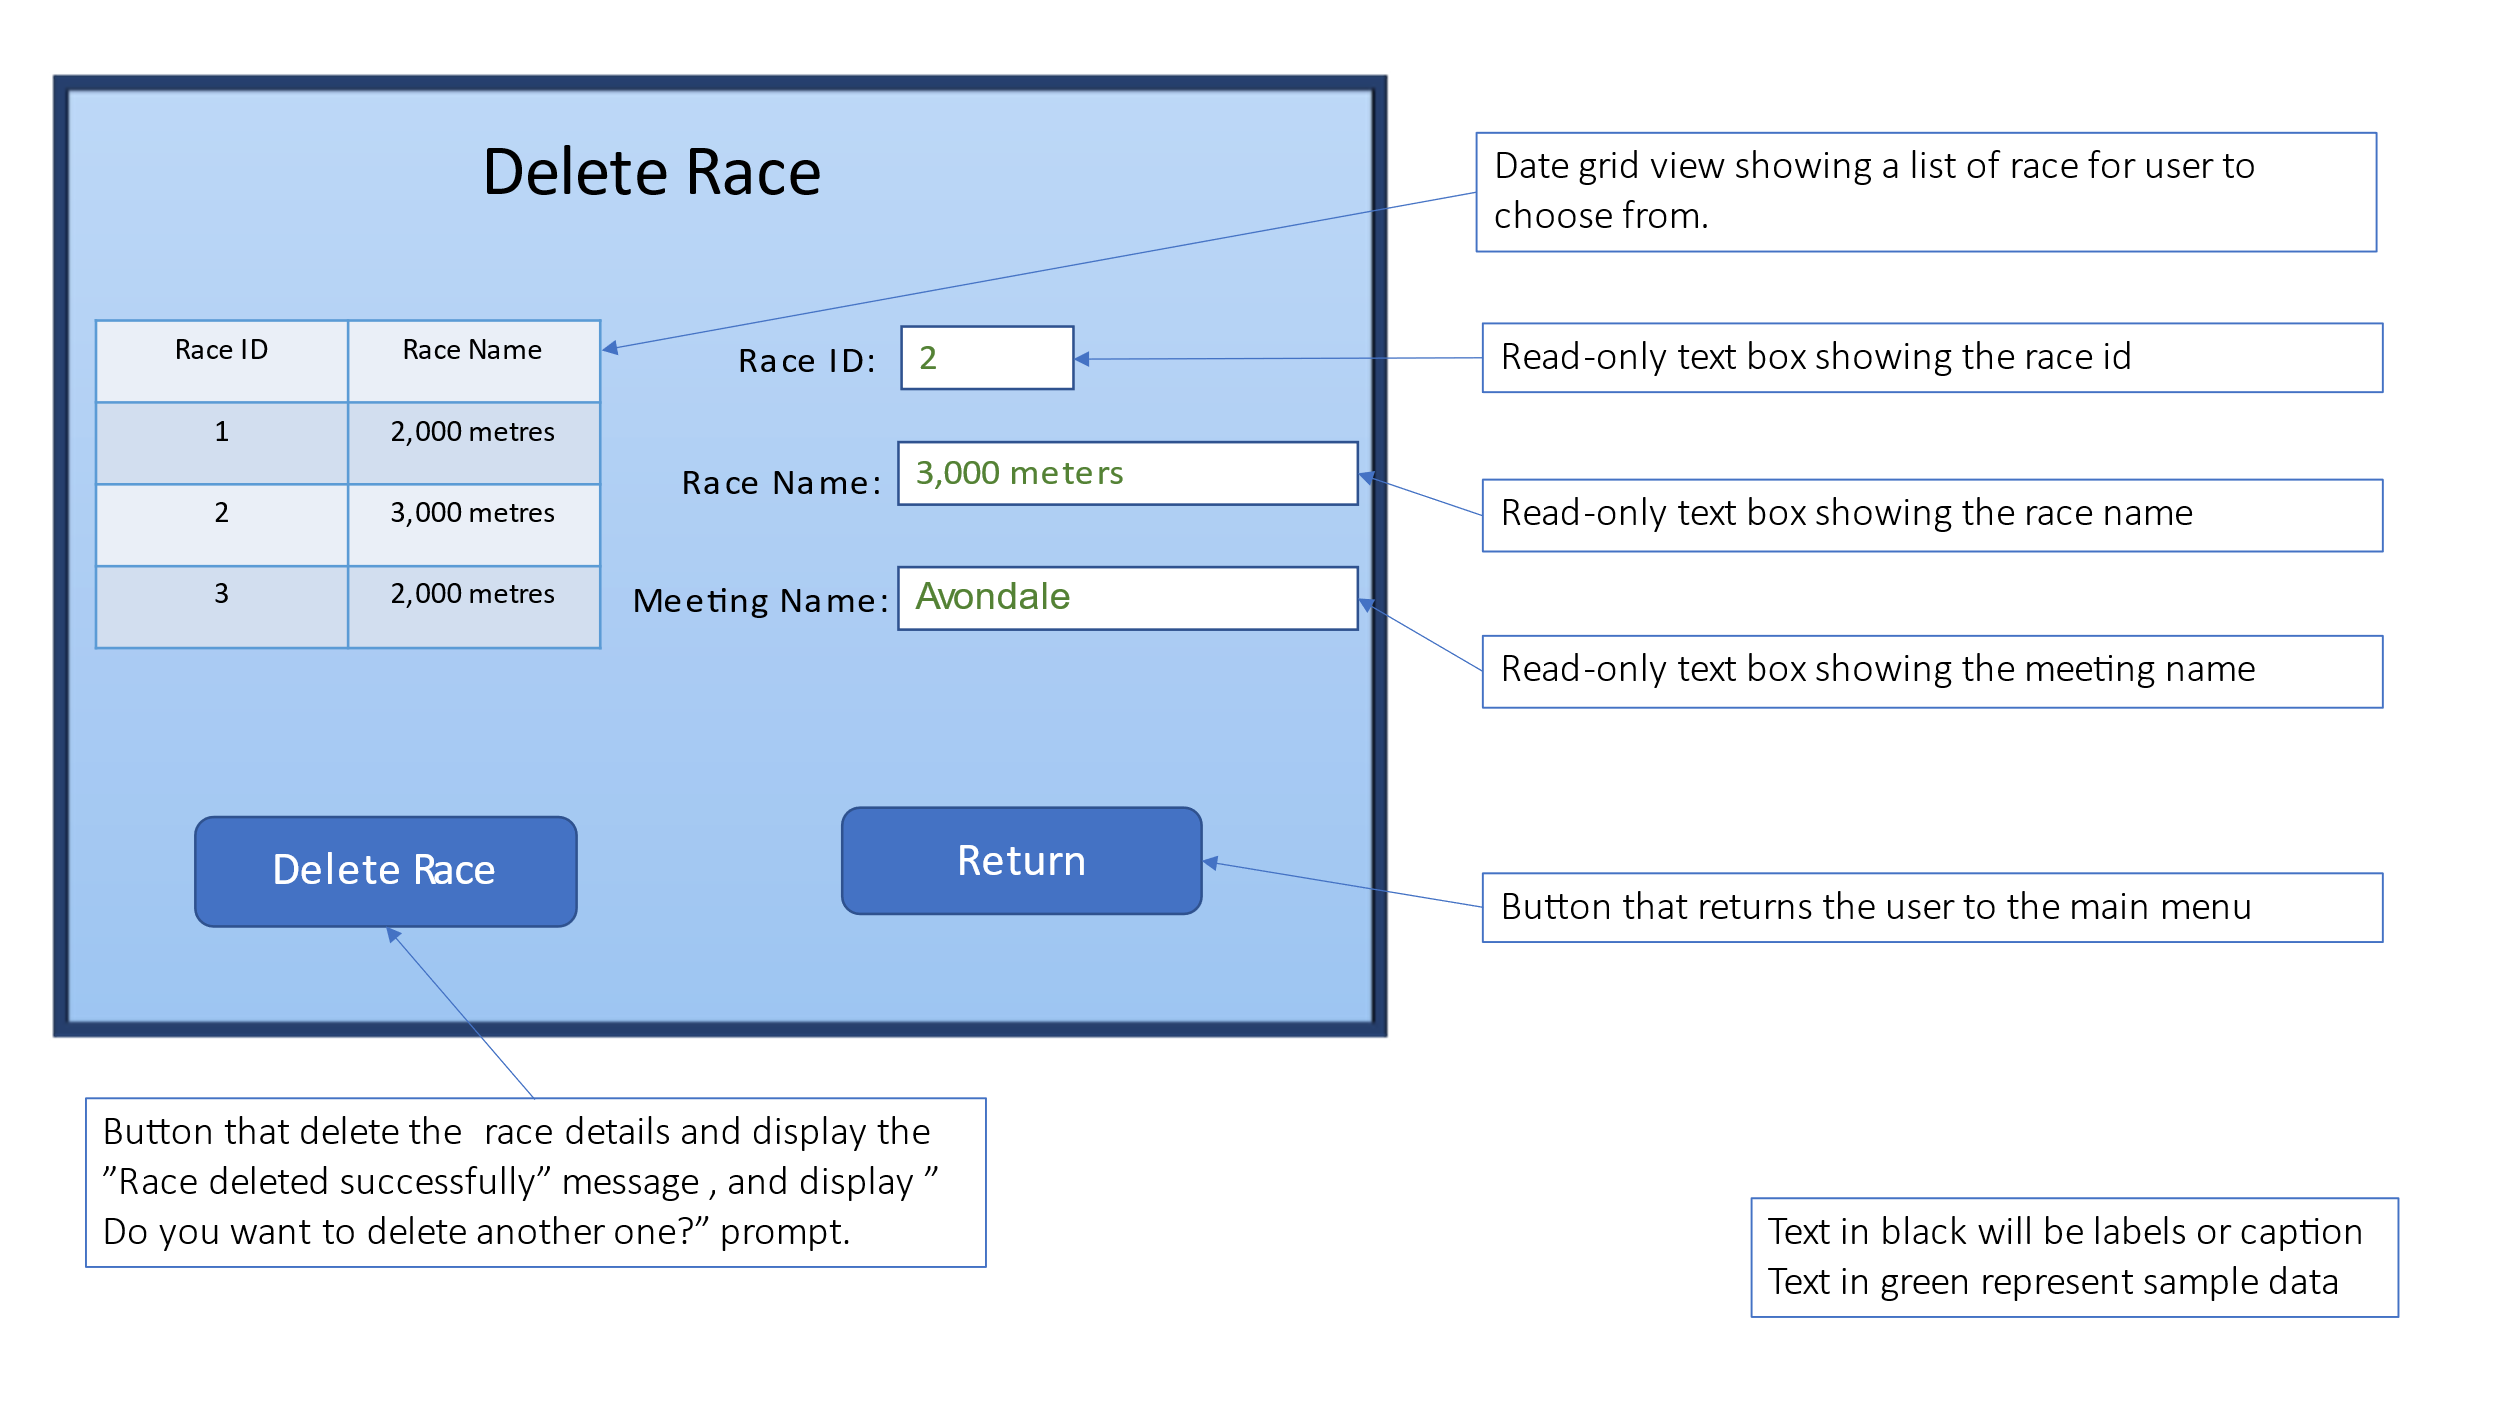 Delete Race
Date grid view showing a list of race for user to
choose from.
Race ID Race Name
1 2,000 metres
2 3,000 metres
3 2,000 metres
Race ID: 2
Race Name: 3,000 meters
Meeting Name: Avondale
Read-only text box showing the race id
Read-only text box showing the race name
Read-only text box showing the meeting name
Delete Race
Return
Button that returns the user to the main menu
Button that delete the  race details and display the
”Race deleted successfully” message , and display ”
Do you want to delete another one?” prompt.
Text in black will be labels or caption
Text in green represent sample data